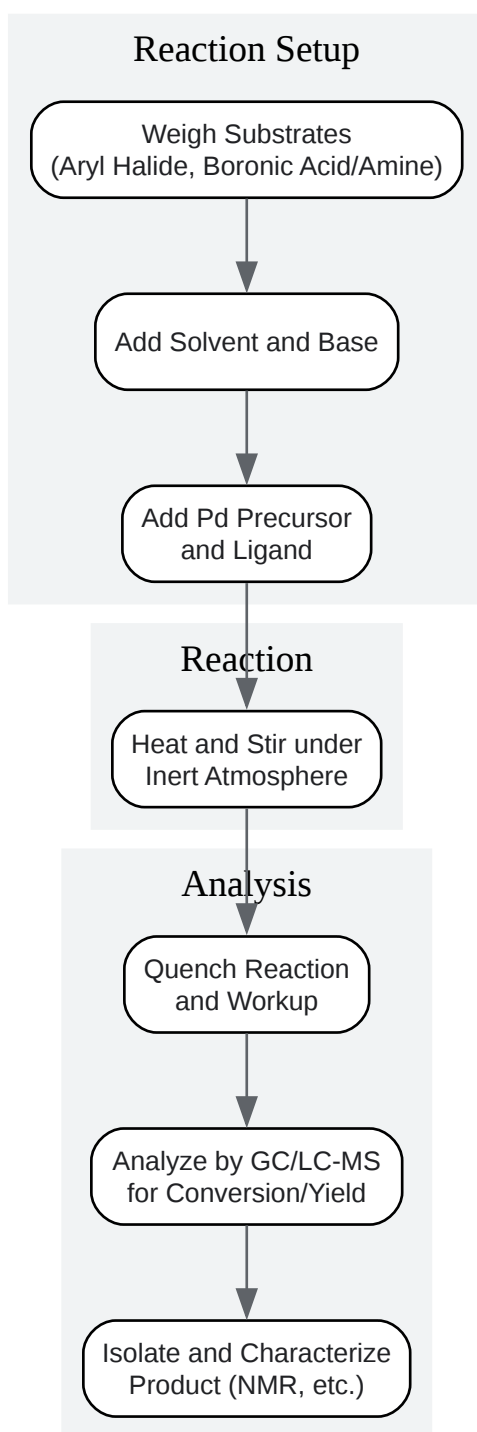 Reaction Setup
Weigh Substrates
(Aryl Halide, Boronic Acid/Amine)
Add Solvent and Base
Add Pd Precursor
and Ligand
Reaction
Heat and Stir under
Inert Atmosphere
Analysis
Quench Reaction
and Workup
Analyze by GC/LC-MS
for Conversion/Yield
Isolate and Characterize
Product (NMR, etc.)